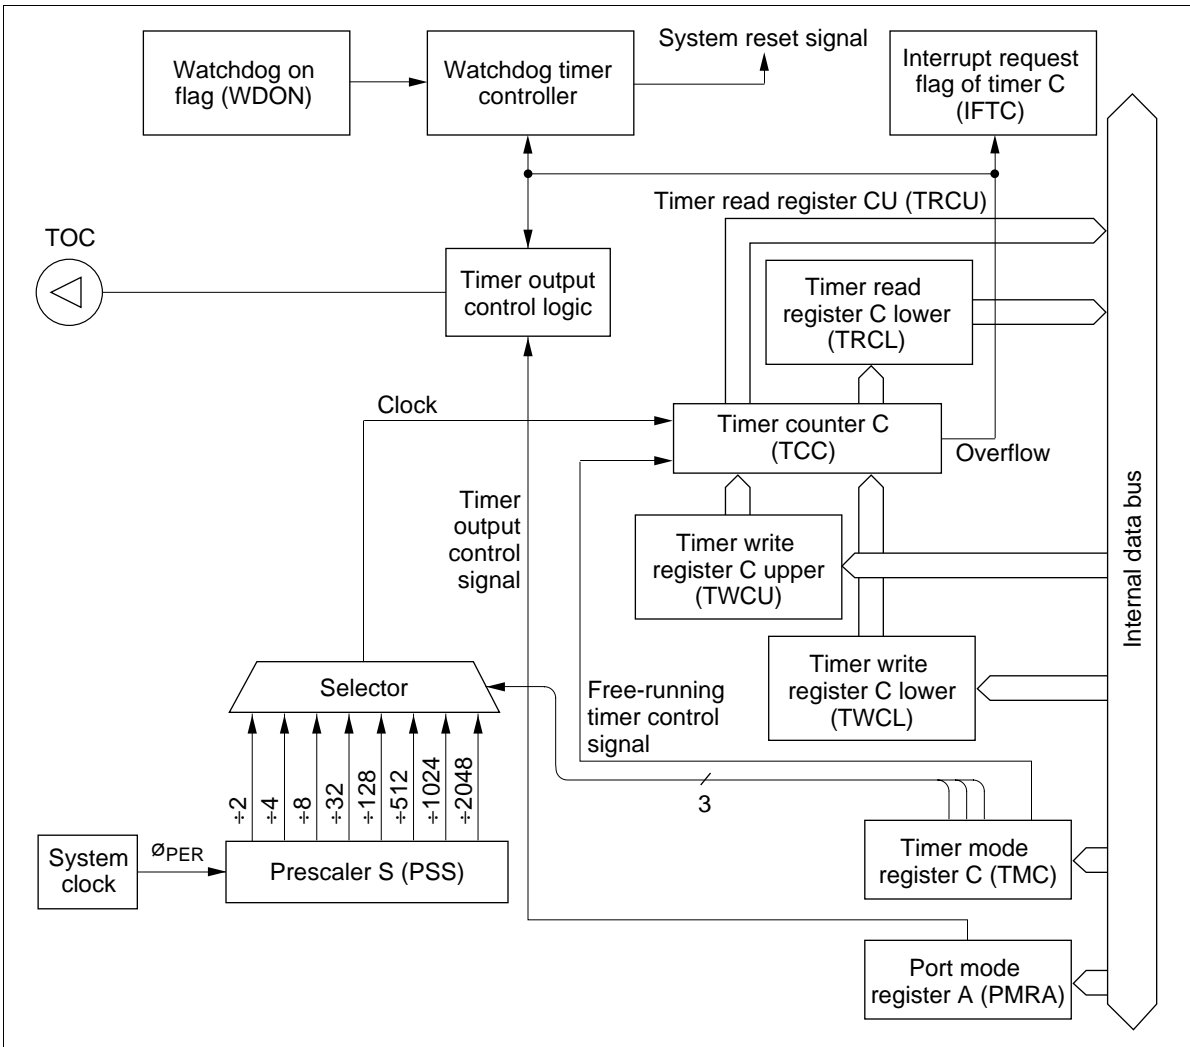 System reset signal
Watchdog on
flag (WDON)
Watchdog timer
controller
Interrupt request
flag of timer C
(IFTC)
Timer read register CU (TRCU)
TOC
Timer output
control logic
Timer read
register C lower
(TRCL)
Clock
Timer counter C
(TCC)
Overflow
Timer
output
control
signal
Timer write
register C upper
(TWCU)
Internal data bus
Timer write
register C lower
(TWCL)
Selector
Free-running
timer control
signal
÷2
÷4
÷8
÷32
÷128
÷512
÷1024
÷2048
3
System
clock
øPER
Prescaler S (PSS)
Timer mode
register C (TMC)
Port mode
register A (PMRA)